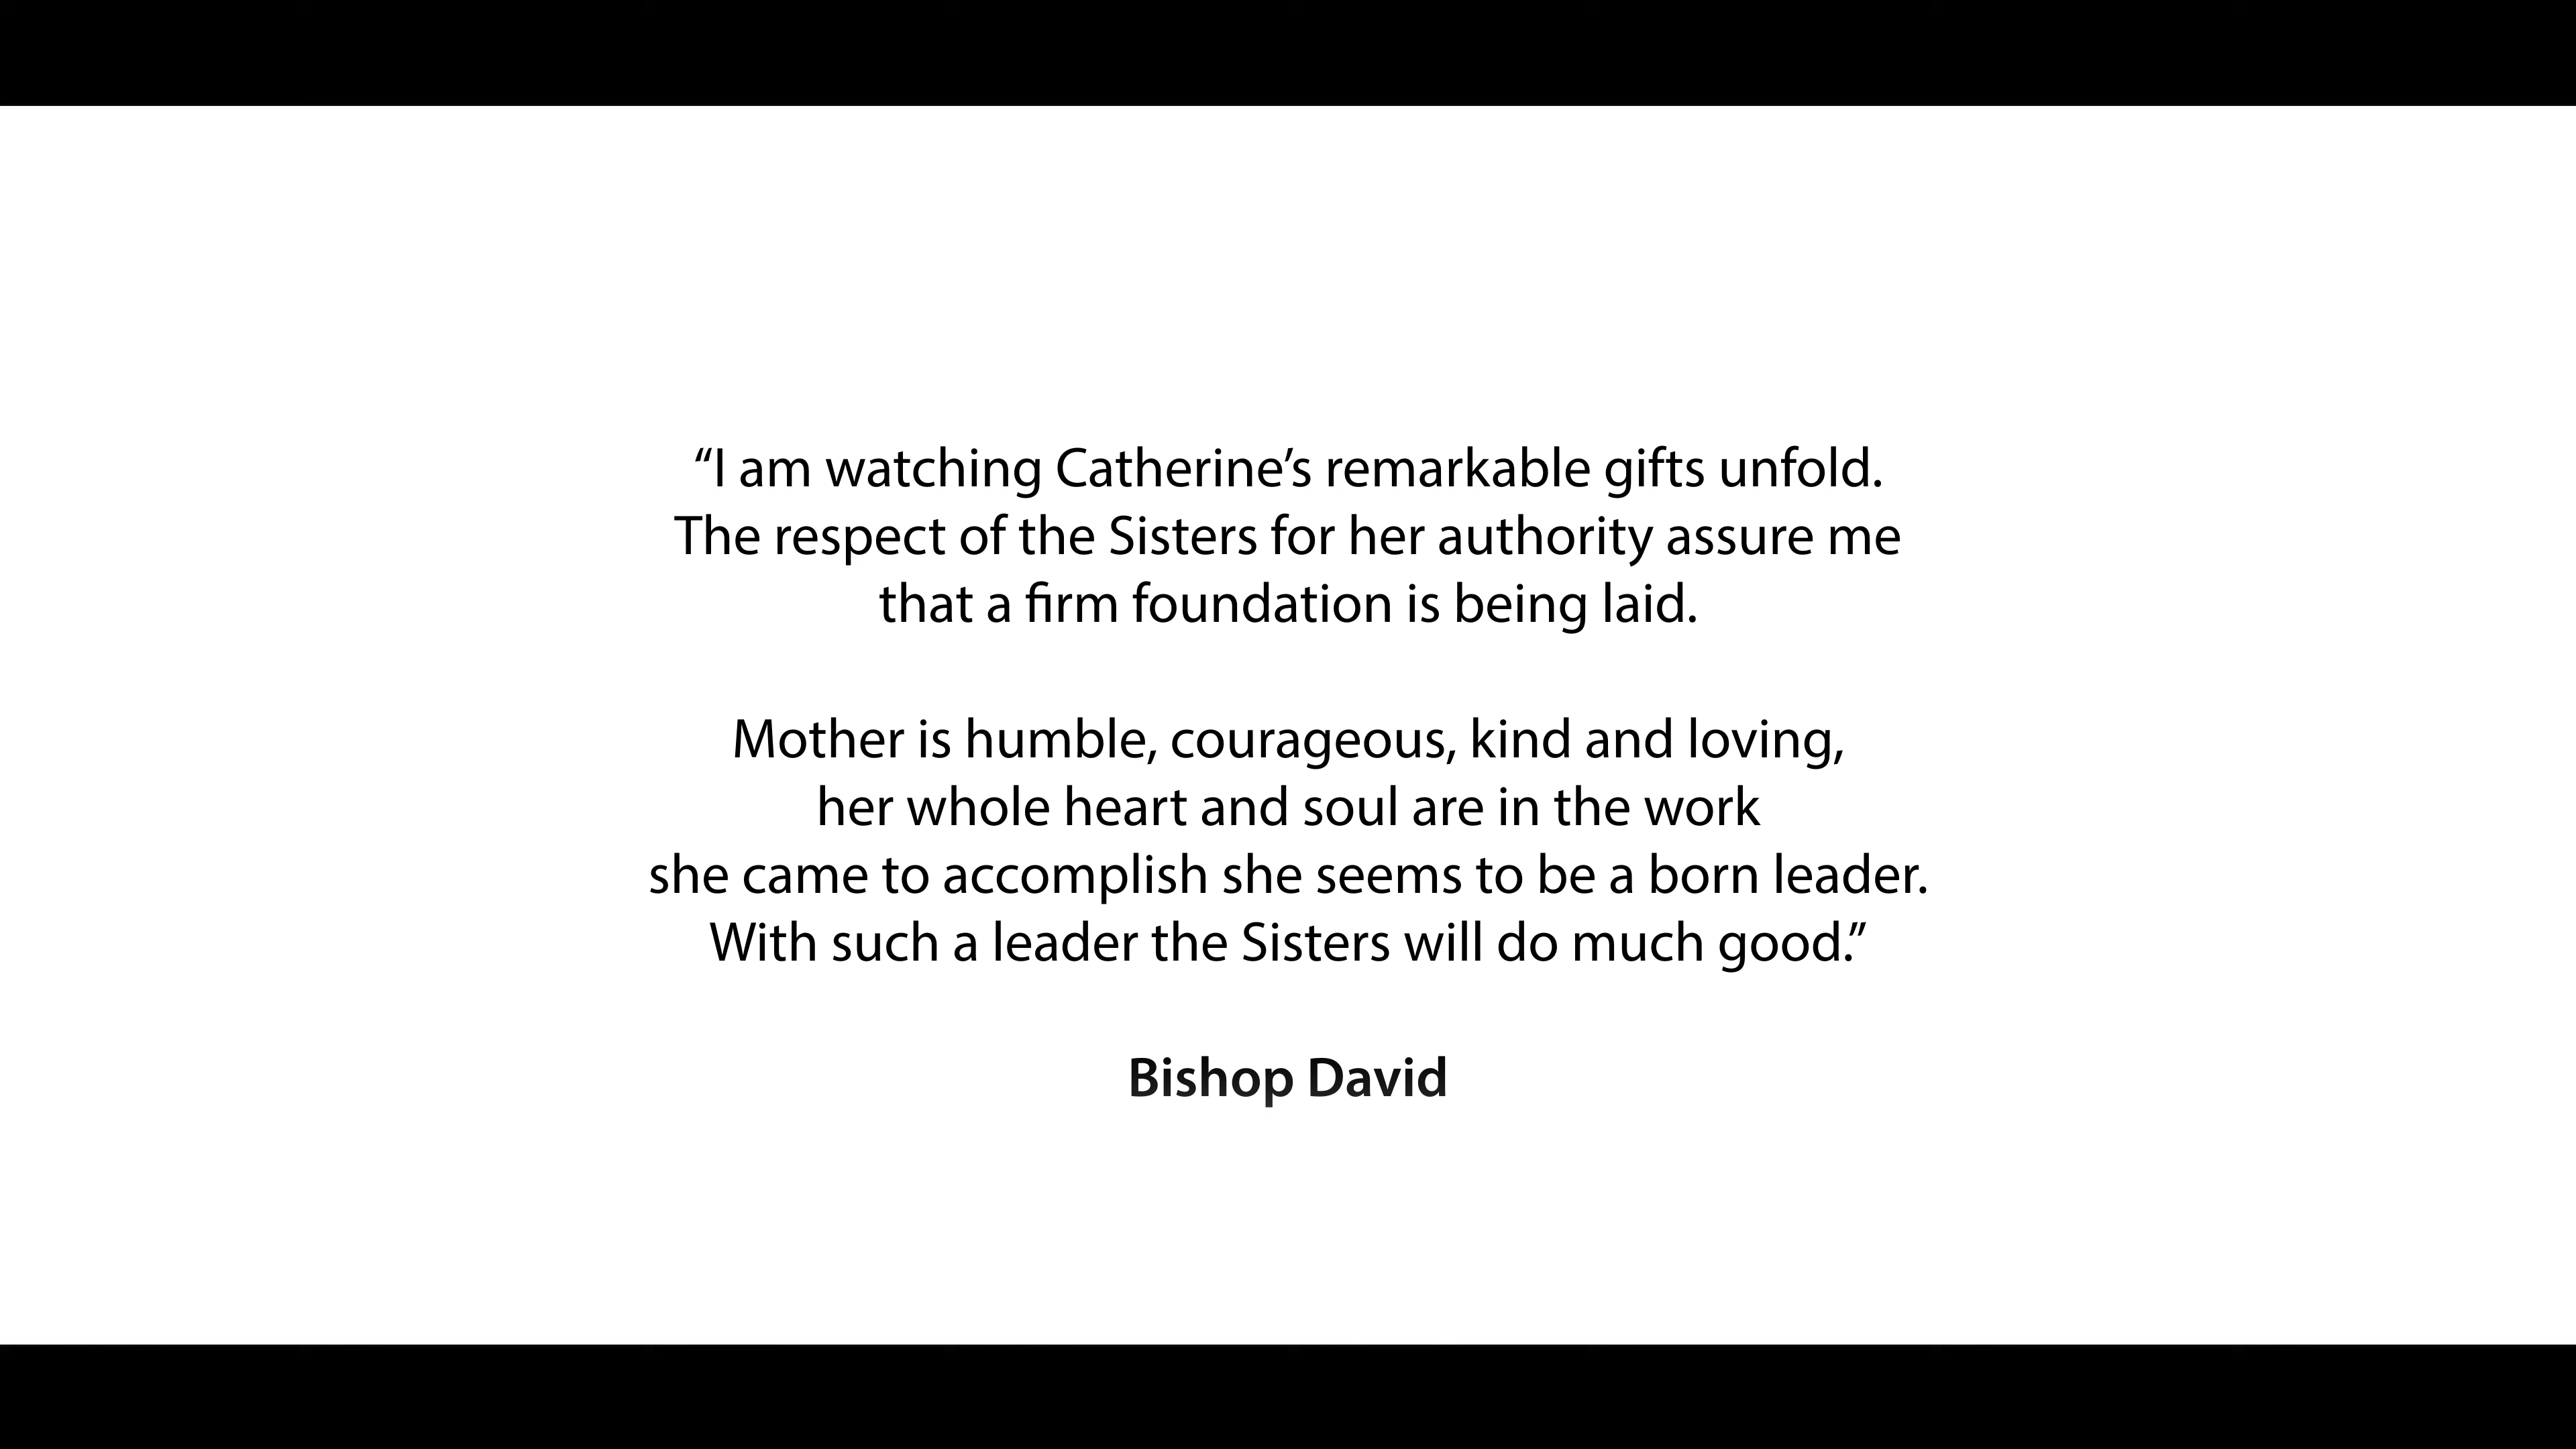 “I am watching Catherine’s remarkable gifts unfold.
The respect of the Sisters for her authority assure me
that a firm foundation is being laid.
Mother is humble, courageous, kind and loving,
her whole heart and soul are in the work
she came to accomplish she seems to be a born leader.
With such a leader the Sisters will do much good.”
Bishop David